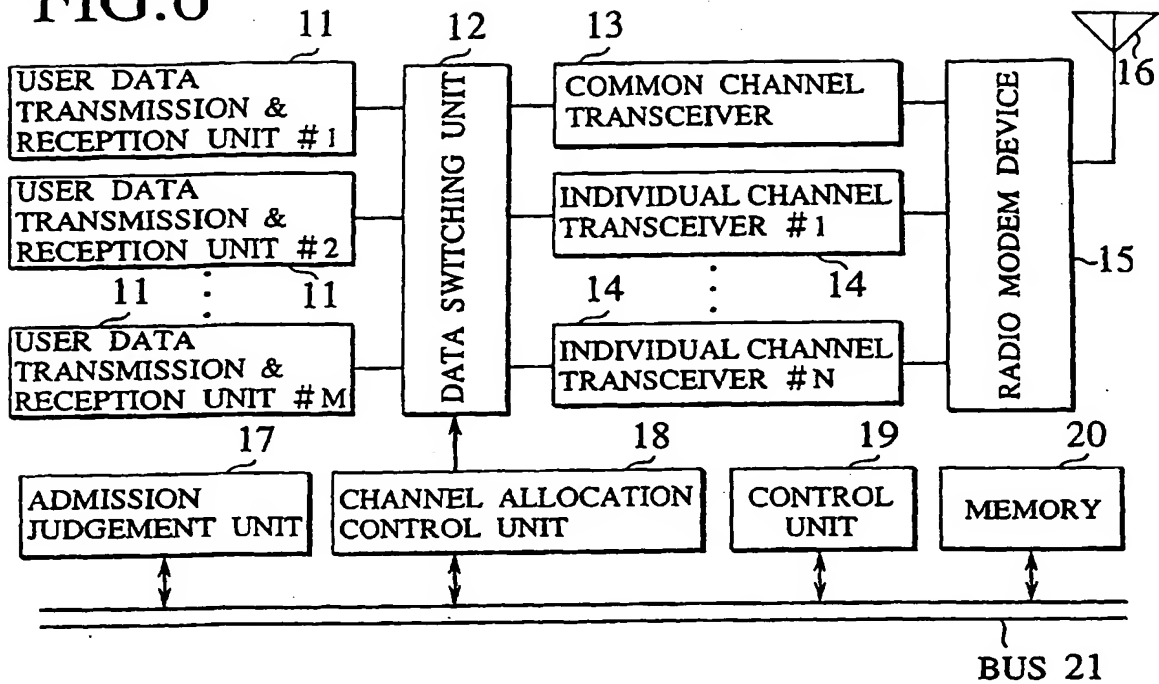 FIG.
11
12
13
16
USER DATA
TRANSMISSION &
RECEPTION UNIT #1
DATA SWITCHING UNIT
COMMON CHANNEL
TRANSCEIVER
RADIO MODEM DEVICE
USER DATA
TRANSMISSION &
RECEPTION UNIT #2
INDIVIDUAL CHANNEL
TRANSCEIVER #1
15
11
11
14
14
USER DATA
TRANSMISSION &
RECEPTION UNIT #M
INDIVIDUAL CHANNEL
TRANSCEIVER #N
17
18
19
20
ADMISSION
JUDGEMENT UNIT
CHANNEL ALLOCATION
CONTROL UNIT
CONTROL
UNIT
MEMORY
BUS 21